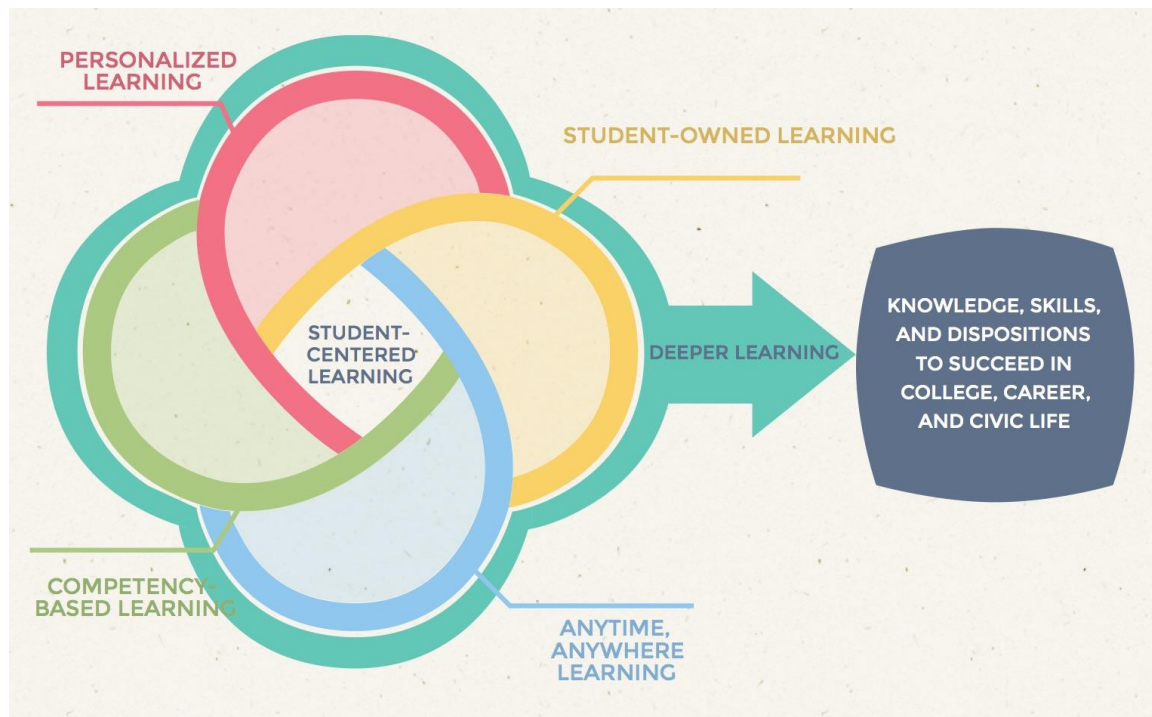 PERSONALIZED
LEARNING
STUDENT-OWNED LEARNING
STUDENT-
CENTERED
LEARNING
DEEPER LEARNING
KNOWLEDGE, SKILLS,
AND DISPOSITIONS
TO SUCCEED IN
COLLEGE, CAREER,
AND CIVIC LIFE
COMPETENCY-
BASED LEARNING
ANYTIME,
ANYWHERE
LEARNING